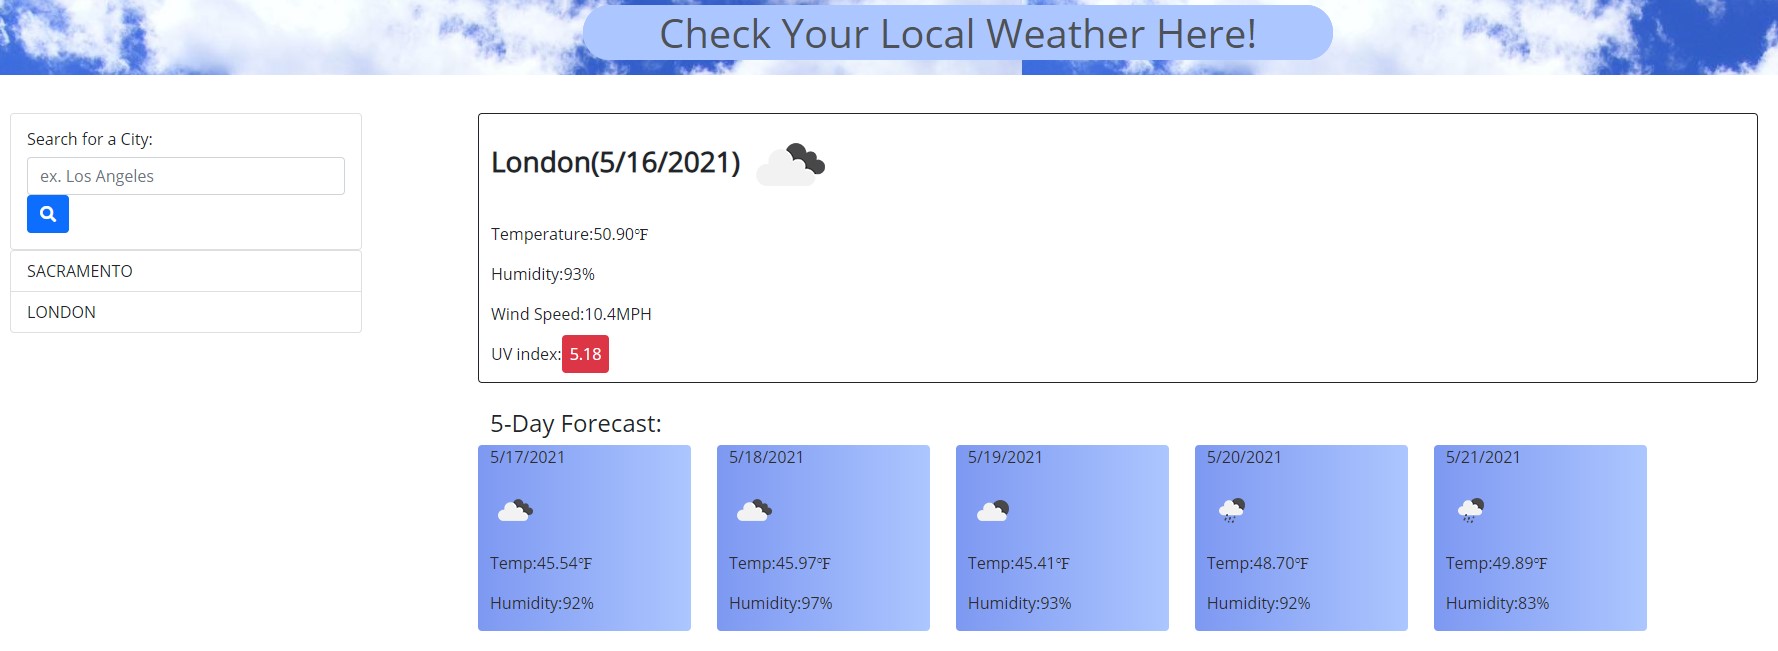 Check Your Local Weather Here!
Search for a City:
ex. Los Angeles
SACRAMENTO
LONDON
London(5/16/2021)
Temperature:50.90°F
Humidity:93%
Wind Speed:10.4MPH
UV index:5.18
5-Day Forecast:
5/17/2021
Temp:45.54°F
Humidity:92%
5/18/2021
Temp:45.97°F
Humidity:97%
5/19/2021
Temp:45.41°F
Humidity:93%
5/20/2021
Temp:48.70°F
Humidity:92%
5/21/2021
Temp:49.89°F
Humidity:83%